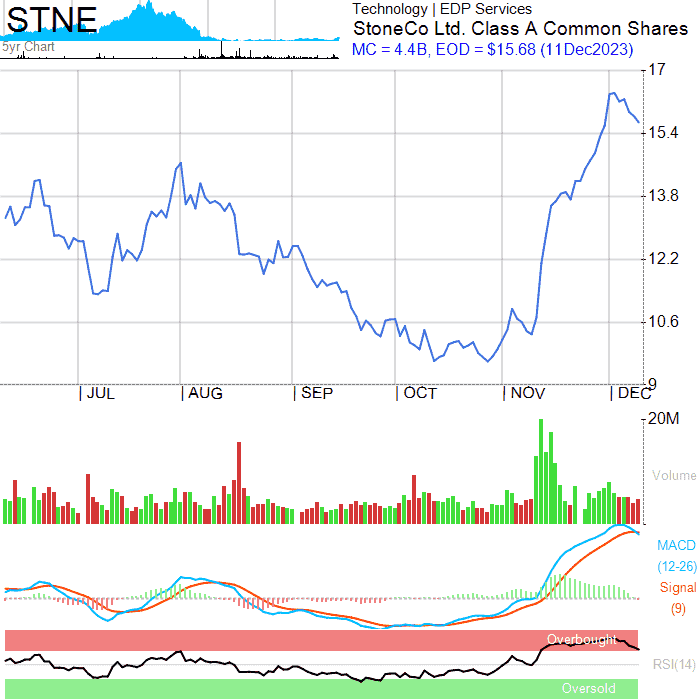 STNE
5yr Chart
Technology | EDP Services
StoneCo Ltd. Class A Common Shares
MC = 4.4B, EOD = $15.68 (11Dec2023)
17
15.4
13.8
12.2
10.6
9
| JUL | AUG | SEP | OCT | NOV | DEC
20M
Volume
MACD
(12-26)
Signal
(9)
Overbought
RSI(14)
Oversold